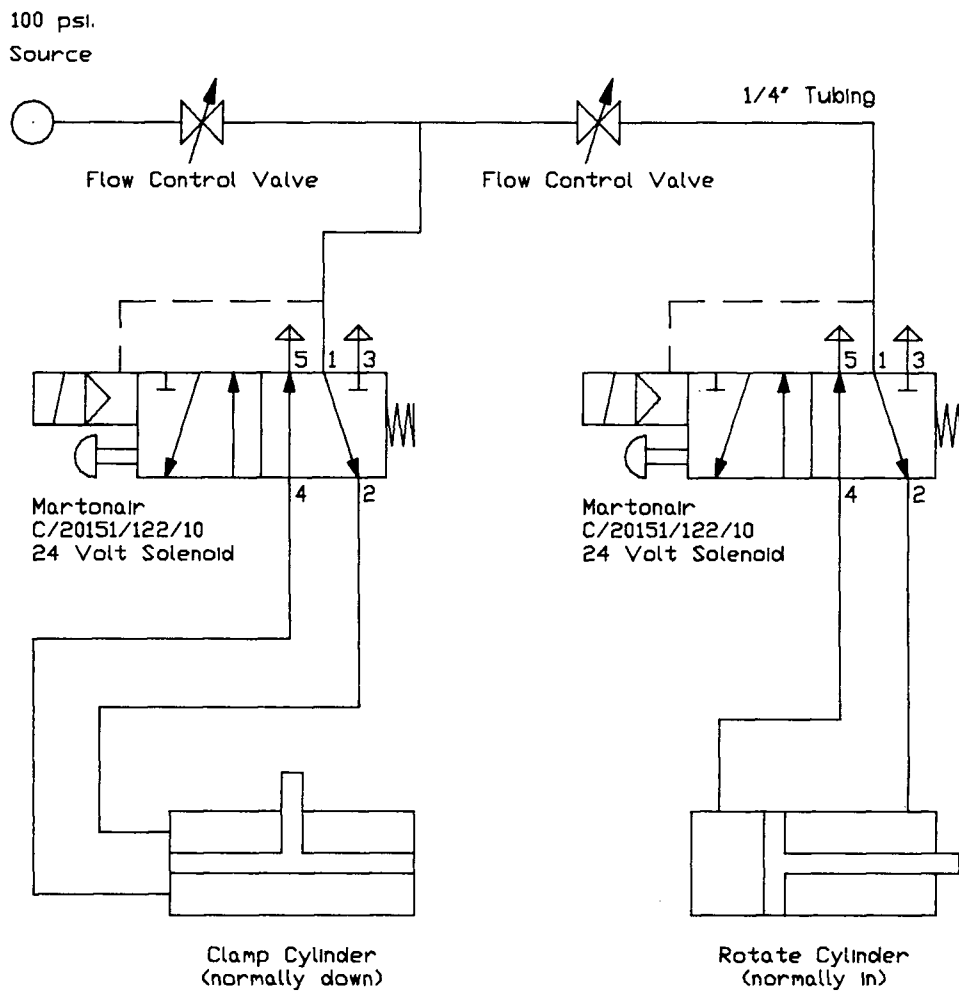 100 psi.
Source
1/4" Tubing
Flow Control Valve
Flow Control Valve
5 1 3
5 1 3
4 2
4 2
Martonair
C/20151/122/10
24 Volt Solenoid
Martonair
C/20151/122/10
24 Volt Solenoid
Clamp Cylinder
(normally down)
Rotate Cylinder
(normally in)